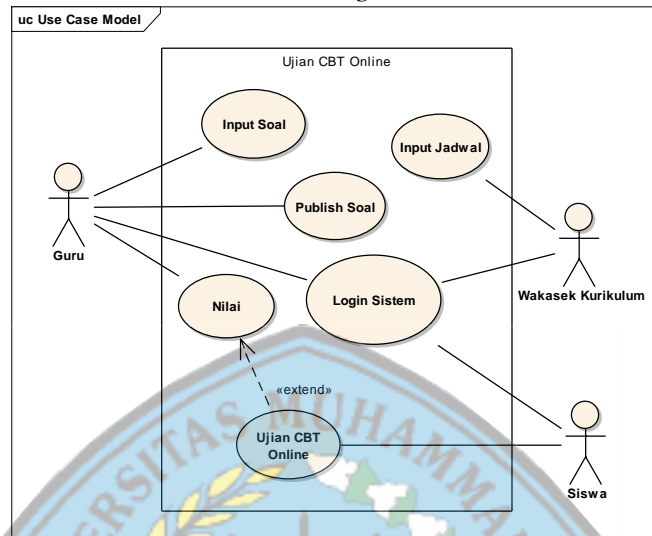 uc Use Case Model
Ujian CBT Online
Input Soal
Input Jadwal
Publish Soal
Guru
Wakasek Kurikulum
Nilai
Login Sistem
«extend»
Ujian CBT
Online
Siswa